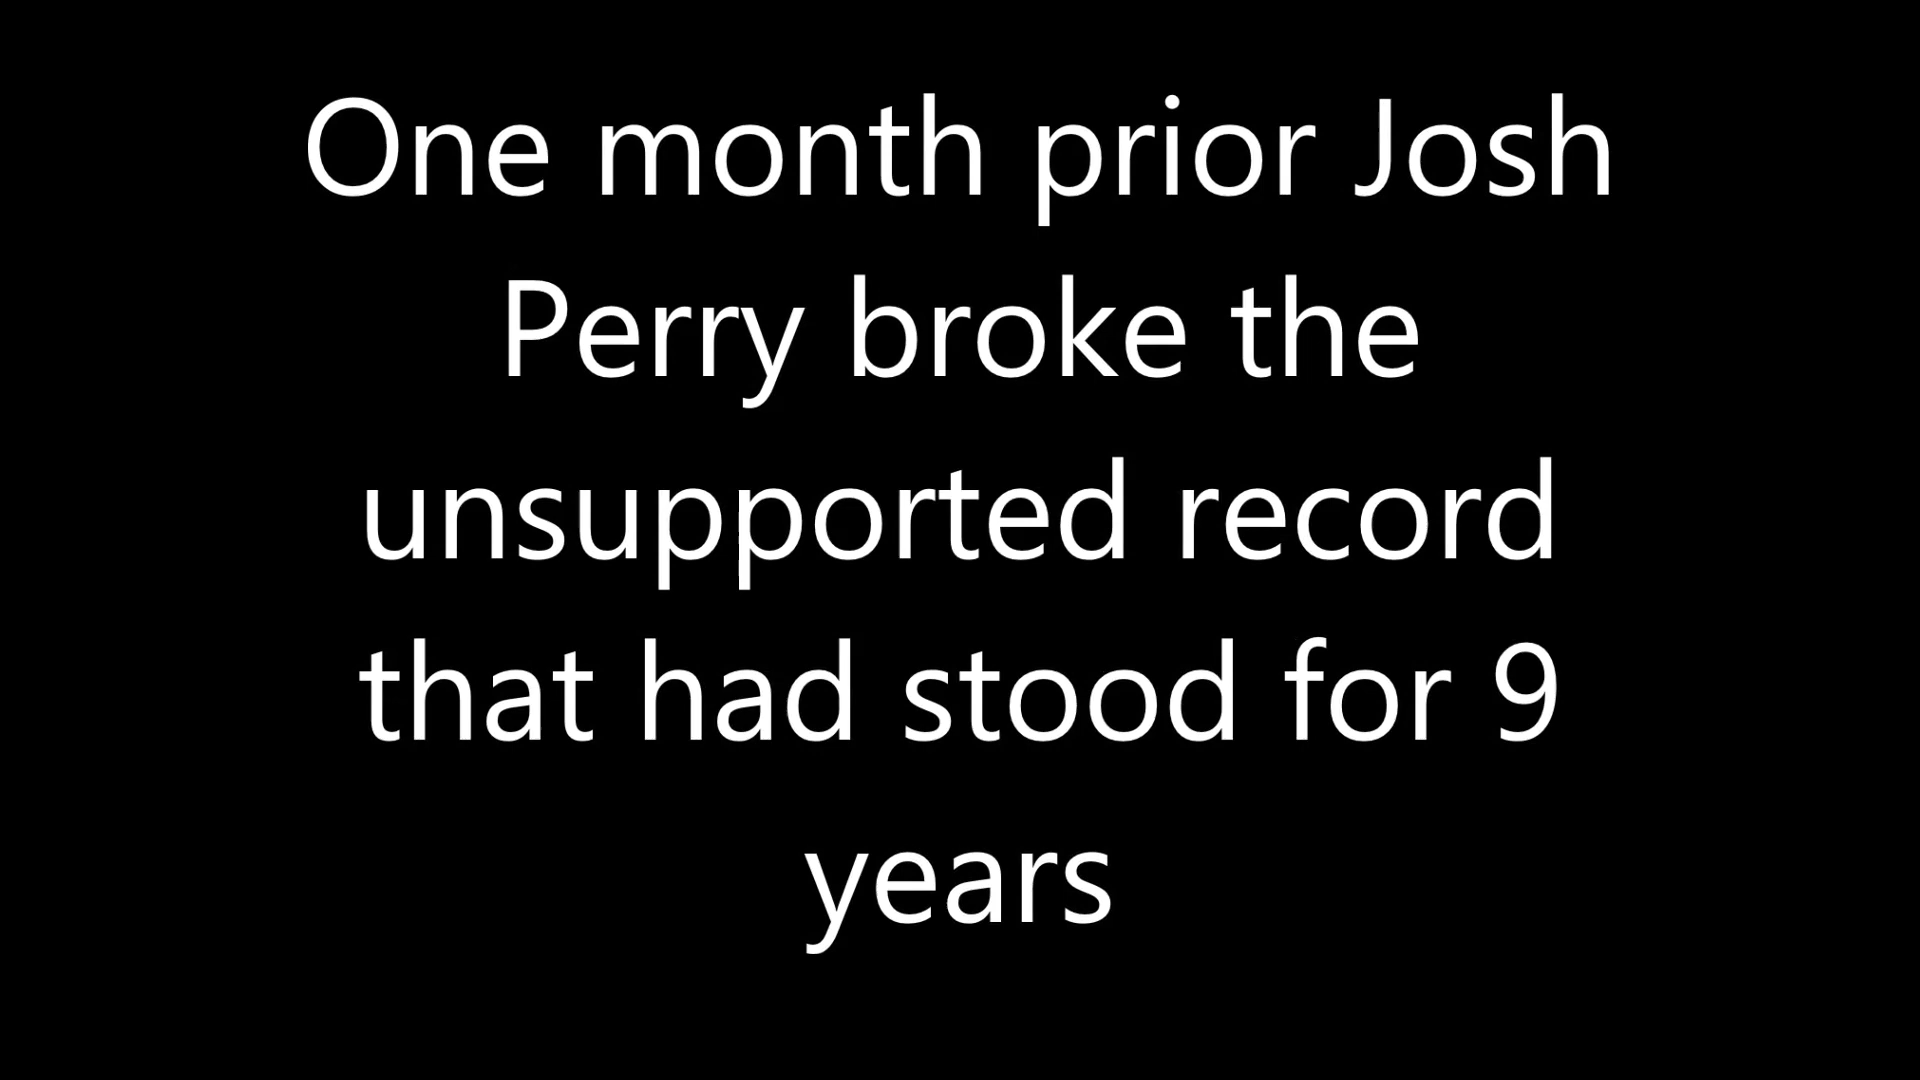 One month prior Josh
Perry broke the
unsupported record
that had stood for 9
years